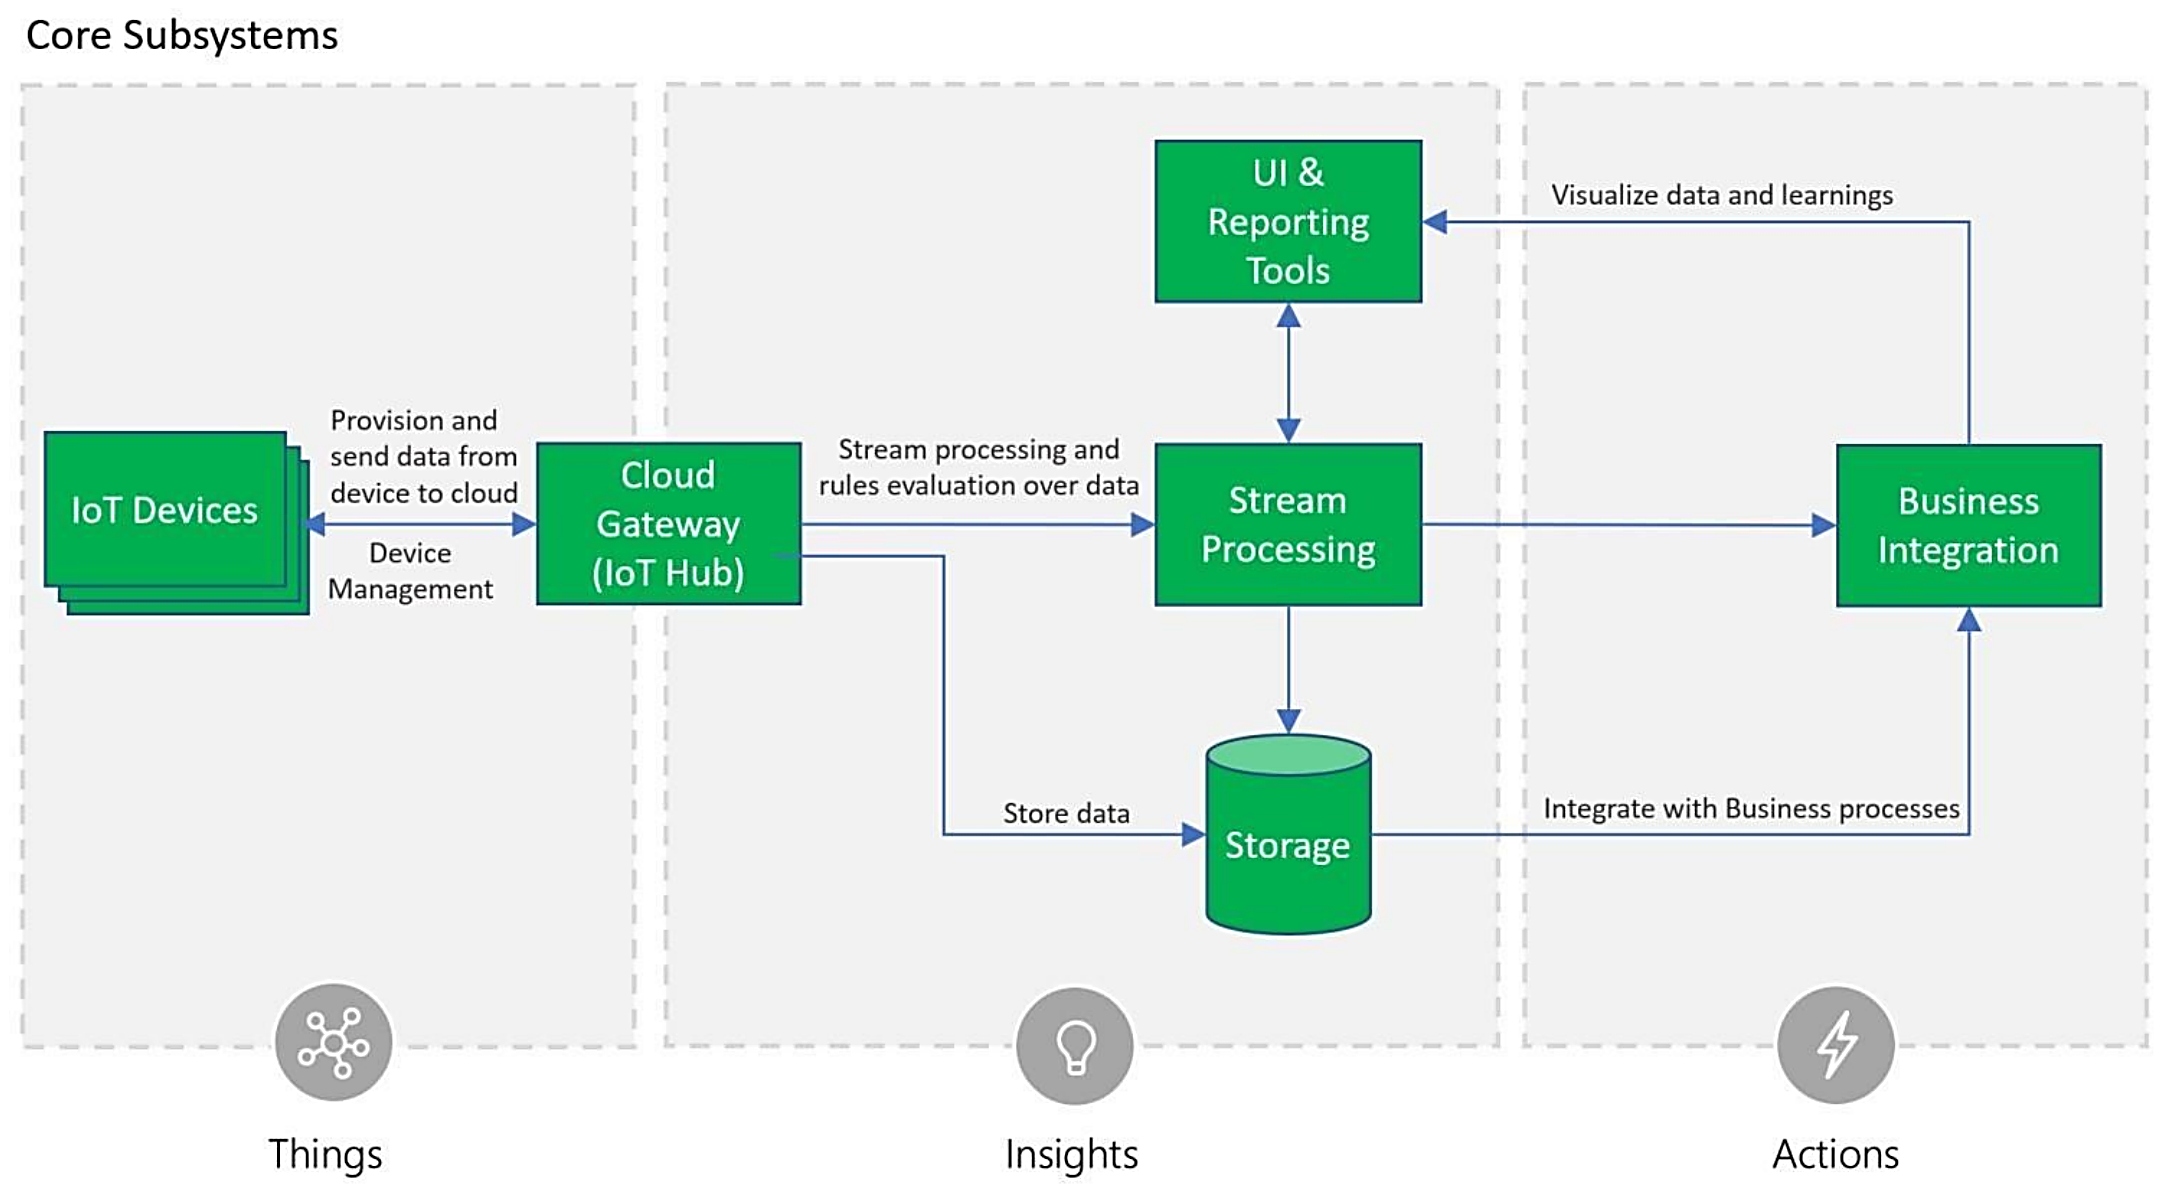 Core Subsystems
UI &
Reporting
Tools
Visualize data and learnings
Provision and
send data from
device to cloud
IoT Devices
Device
Management
Cloud
Gateway
(IoT Hub)
Stream processing and
rules evaluation over data
Stream
Processing
Business
Integration
Store data
Storage
Integrate with Business processes
Things
Insights
Actions